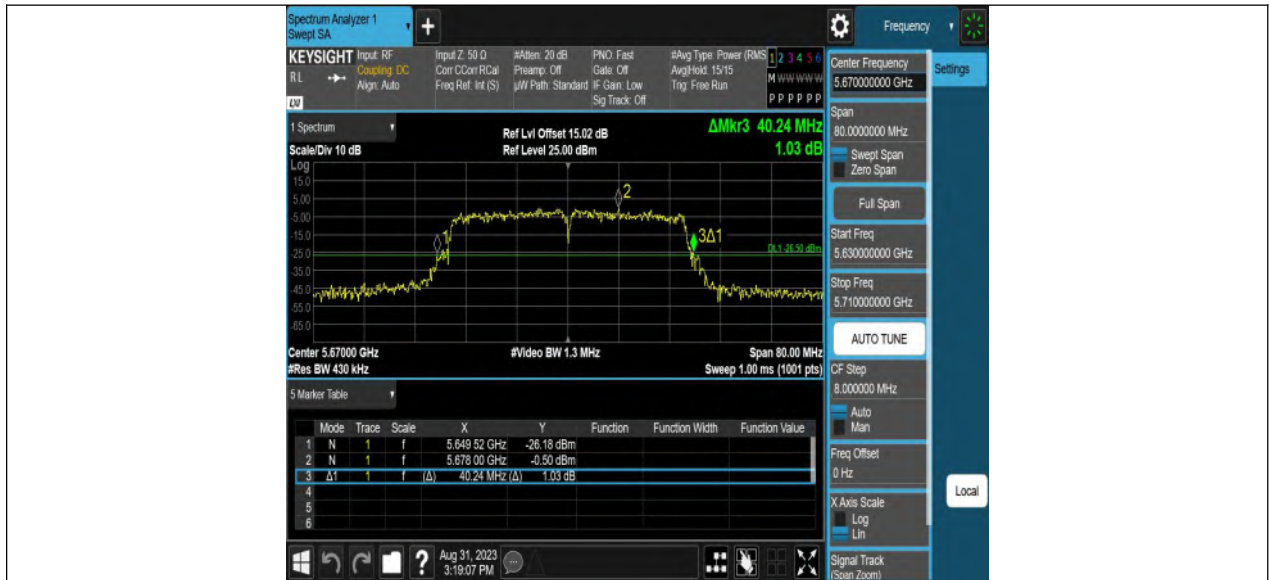 Spectrum Analyzer 1
Swept SA
+
Frequency
KEYSIGHT
RL
LXI
Input: RF
Coupling: DC
Align: Auto
Input Z: 50 Ω
Corr CCorr RCal
Freq Ref: Int (S)
#Atten: 20 dB
Preamp: Off
µW Path: Standard
PNO: Fast
Gate: Off
IF Gain: Low
Sig Track: Off
#Avg Type: Power (RMS
Avg|Hold: 15/15
Trig: Free Run
1 2 3 4 5 6
M W W W W W
P P P P P P
1 Spectrum
Scale/Div 10 dB
Ref Lvl Offset 15.02 dB
Ref Level 25.00 dBm
ΔMkr3 40.24 MHz
1.03 dB
Log
15.0
5.00
-5.00
-15.0
-25.0
-35.0
-45.0
-55.0
-65.0
1
2
3Δ1
DL1 -26.50 dBm
Center 5.67000 GHz
#Video BW 1.3 MHz
Span 80.00 MHz
#Res BW 430 kHz
Sweep 1.00 ms (1001 pts)
5 Marker Table
Mode Trace Scale X Y Function Function Width Function Value
1 N 1 f 5.649 52 GHz -26.18 dBm
2 N 1 f 5.678 00 GHz -0.50 dBm
3 Δ1 1 f (Δ) 40.24 MHz (Δ) 1.03 dB
4
5
6
?
Aug 31, 2023
3:19:07 PM
Center Frequency
5.670000000 GHz
Settings
Span
80.0000000 MHz
Swept Span
Zero Span
Full Span
Start Freq
5.630000000 GHz
Stop Freq
5.710000000 GHz
AUTO TUNE
CF Step
8.000000 MHz
Auto
Man
Freq Offset
0 Hz
X Axis Scale
Log
Lin
Local
Signal Track
(Span Zoom)